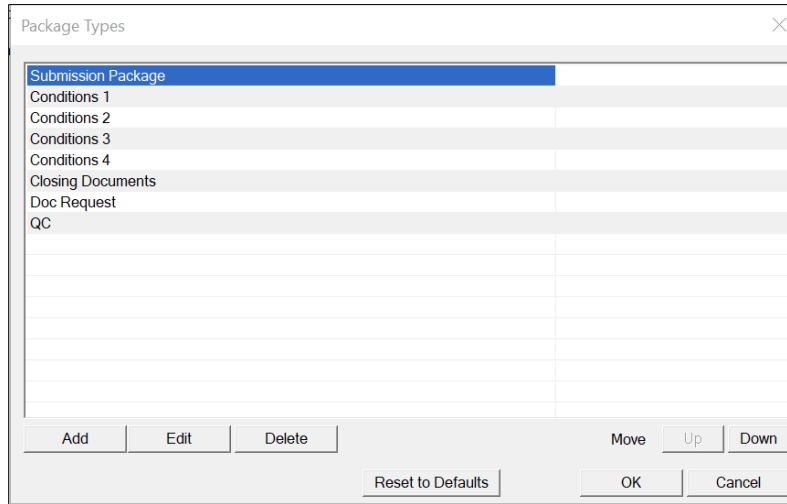 Package Types
Submission Package
Conditions 1
Conditions 2
Conditions 3
Conditions 4
Closing Documents
Doc Request
QC
Add Edit Delete Move Up Down
Reset to Defaults OK Cancel